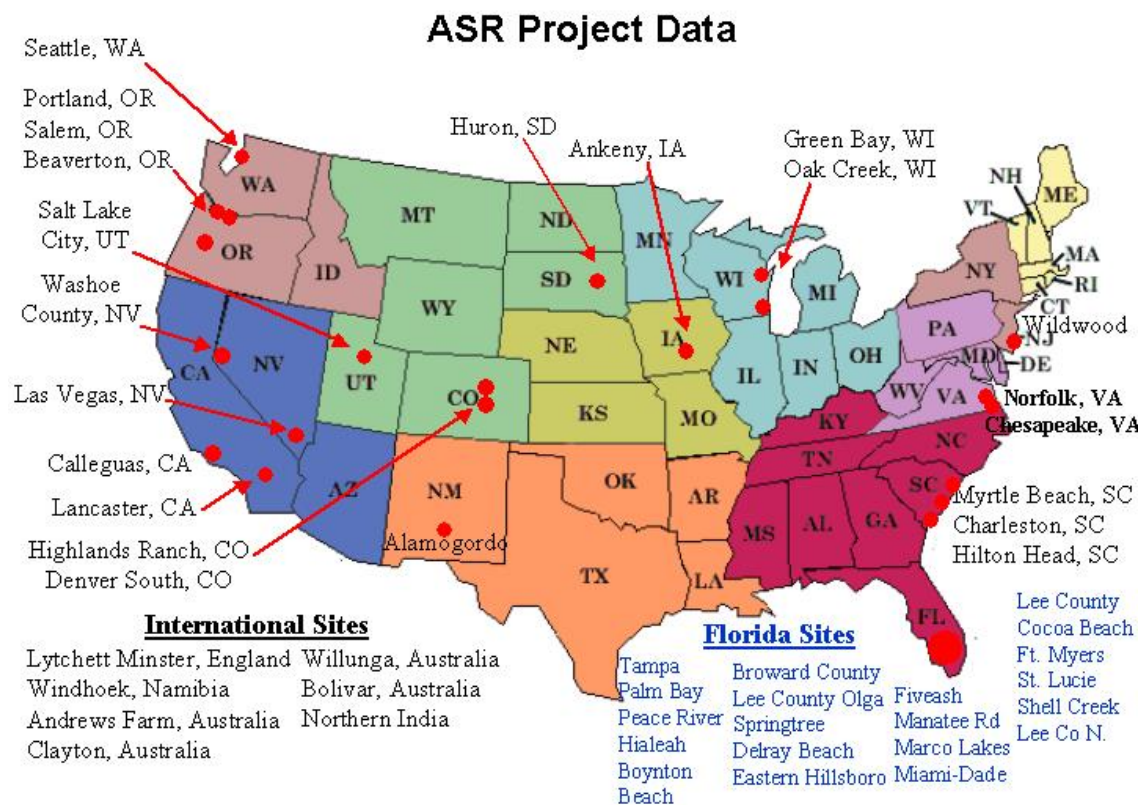 ASR Project Data
Seattle, WA
Portland, OR
Salem, OR
Beaverton, OR
Salt Lake
City, UT
Washoe
County, NV
Las Vegas, NV
Calleguas, CA
Lancaster, CA
Highlands Ranch, CO
Denver South, CO
Huron, SD
Ankeny, IA
Green Bay, WI
Oak Creek, WI
WA
OR
ID
MT
ND
SD
WY
MN
WI
MI
NY
VT
NH
ME
MA
RI
CT
NJ
Wildwood
PA
MD
DE
CA
NV
UT
CO
NE
IA
IL
IN
OH
WV
VA
Norfolk, VA
Chesapeake, VA
KS
MO
KY
TN
NC
AZ
NM
Alamogordo
OK
AR
TX
LA
MS
AL
GA
SC
Myrtle Beach, SC
Charleston, SC
Hilton Head, SC
FL
International Sites
Lytchett Minster, England
Windhoek, Namibia
Andrews Farm, Australia
Clayton, Australia
Willunga, Australia
Bolivar, Australia
Northern India
Florida Sites
Tampa
Palm Bay
Peace River
Hialeah
Boynton
Beach
Broward County
Lee County Olga
Springtree
Delray Beach
Eastern Hillsboro
Fiveash
Manatee Rd
Marco Lakes
Miami-Dade
Lee County
Cocoa Beach
Ft. Myers
St. Lucie
Shell Creek
Lee Co N.